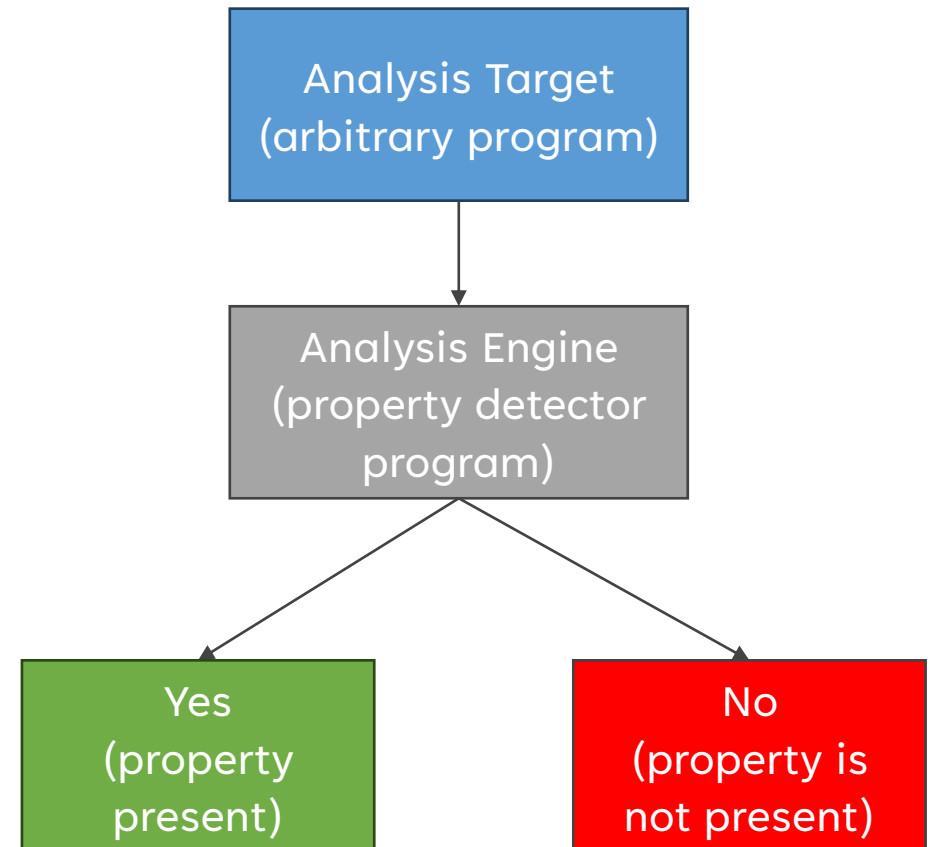 Analysis Target
(arbitrary program)
Analysis Engine
(property detector
program)
Yes
(property
present)
No
(property is
not present)